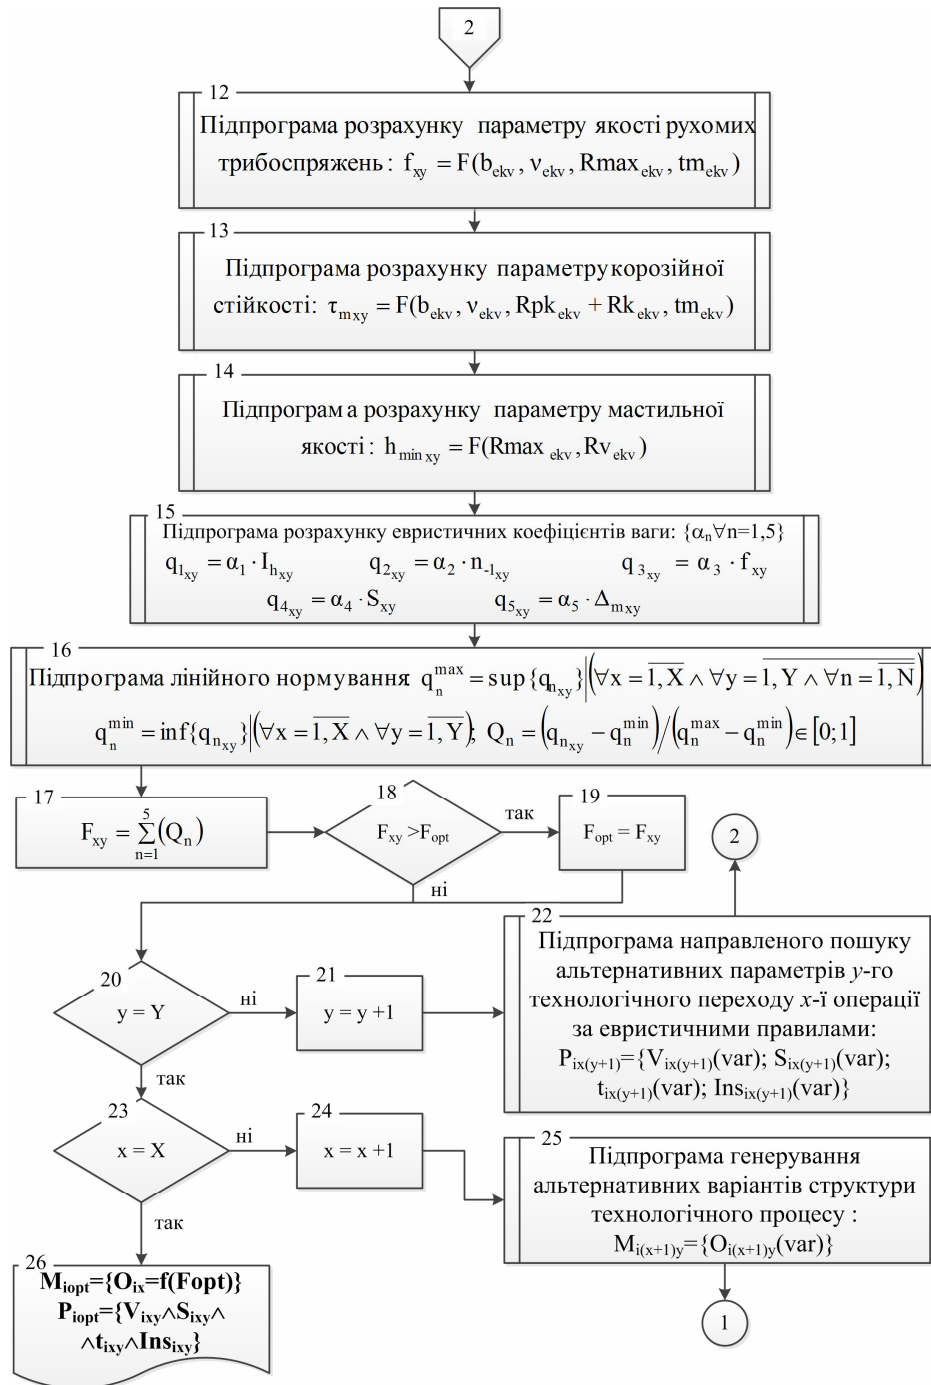 2
12
Підпрограма розрахунку параметру якості рухомих
трибоспряжень: f_xy = F(b_ekv, ν_ekv, Rmax_ekv, tm_ekv)
13
Підпрограма розрахунку параметру корозійної
стійкості: τ_mxy = F(b_ekv, ν_ekv, Rpk_ekv + Rk_ekv, tm_ekv)
14
Підпрограм а розрахунку параметру мастильної
якості: h_min xy = F(Rmax_ekv, Rv_ekv)
15
Підпрограма розрахунку евристичних коефіцієнтів ваги: {α_n∀n=1,5}
q_1xy = α_1 · I_hxy q_2xy = α_2 · n_-1xy q_3xy = α_3 · f_xy
q_4xy = α_4 · S_xy q_5xy = α_5 · Δ_mxy
16
Підпрограма лінійного нормування q_n^max = sup{q_nxy}|(∀x = 1, X ∧ ∀y = 1, Y ∧ ∀n = 1, N)
q_n^min = inf{q_nxy}|(∀x = 1, X ∧ ∀y = 1, Y); Q_n = (q_nxy − q_n^min)/(q_n^max − q_n^min) ∈ [0;1]
17
F_xy = ∑_{n=1}^{5}(Q_n)
18
F_xy >F_opt
так
ні
19
F_opt = F_xy
2
20
y = Y
ні
так
21
y = y +1
22
Підпрограма направленого пошуку
альтернативних параметрів y-го
технологічного переходу x-ї операції
за евристичними правилами:
P_ix(y+1)={V_ix(y+1)(var); S_ix(y+1)(var);
t_ix(y+1)(var); Ins_ix(y+1)(var)}
23
x = X
ні
так
24
x = x +1
25
Підпрограма генерування
альтернативних варіантів структури
технологічного процесу :
M_i(x+1)y={O_i(x+1)y(var)}
1
26
M_iopt={O_ix=f(Fopt)}
P_iopt={V_ixy∧S_ixy∧
∧t_ixy∧Ins_ixy}